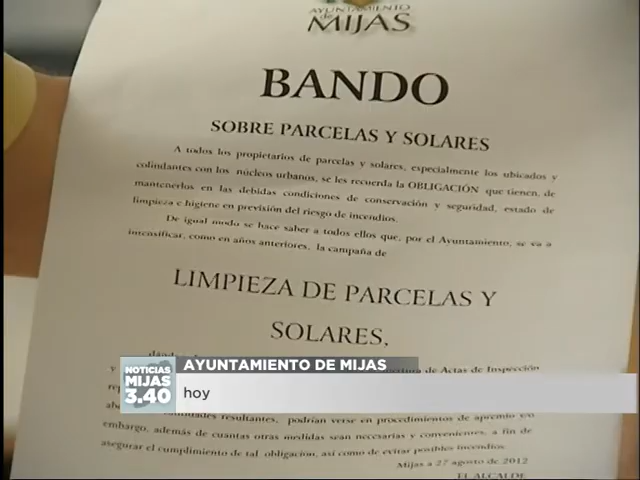 AYUNTAMIENTO
de
MIJAS
BANDO
SOBRE PARCELAS Y SOLARES
A todos los propietarios de parcelas y solares, especialmente los ubicados y
colindantes con los núcleos urbanos, se les recuerda la OBLIGACIÓN que tienen, de
mantenerlos en las debidas condiciones de conservación y seguridad, estado de
limpieza e higiene en previsión del riesgo de incendios.
De igual modo se hace saber a todos ellos que, por el Ayuntamiento, se va a
intensificar, como en años anteriores, la campaña de
LIMPIEZA DE PARCELAS Y
SOLARES,
de Actas de Inspección
y
resultantes, podrían verse en procedimientos de apremio y/o
embargo, además de cuantas otras medidas sean necesarias y convenientes, a fin de
asegurar el cumplimiento de tal obligación, así como de evitar posibles incendios.
Mijas a 27 agosto de 2012
EL ALCALDE
NOTICIAS
MIJAS
3.40
AYUNTAMIENTO DE MIJAS
hoy